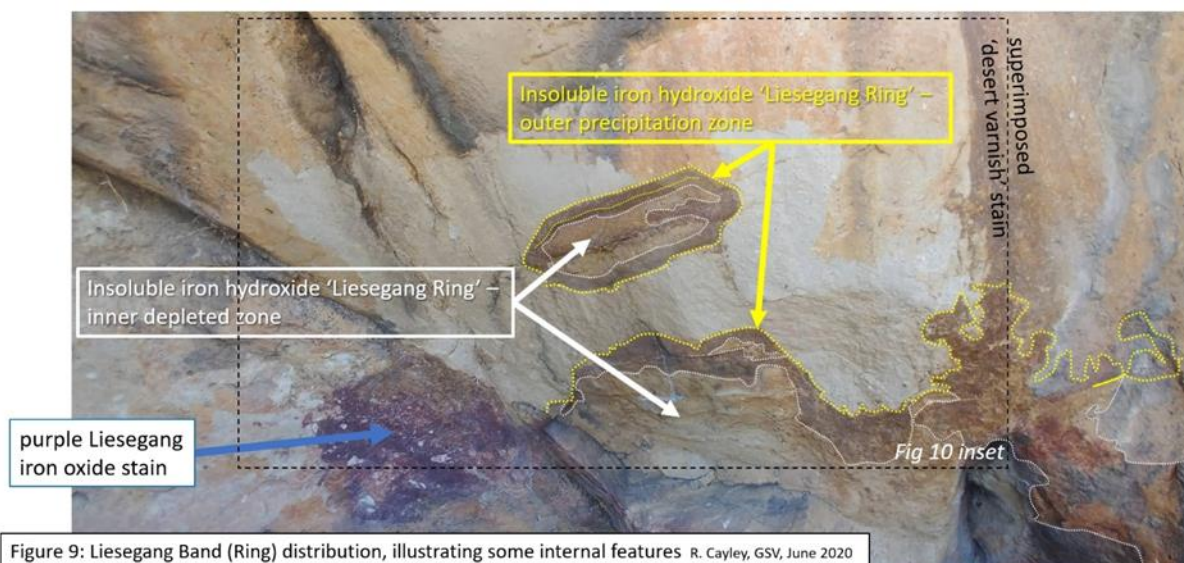 superimposed
'desert varnish' stain
Insoluble iron hydroxide 'Liesegang Ring' –
outer precipitation zone
Insoluble iron hydroxide 'Liesegang Ring' –
inner depleted zone
purple Liesegang
iron oxide stain
Fig 10 inset
Figure 9: Liesegang Band (Ring) distribution, illustrating some internal features R. Cayley, GSV, June 2020